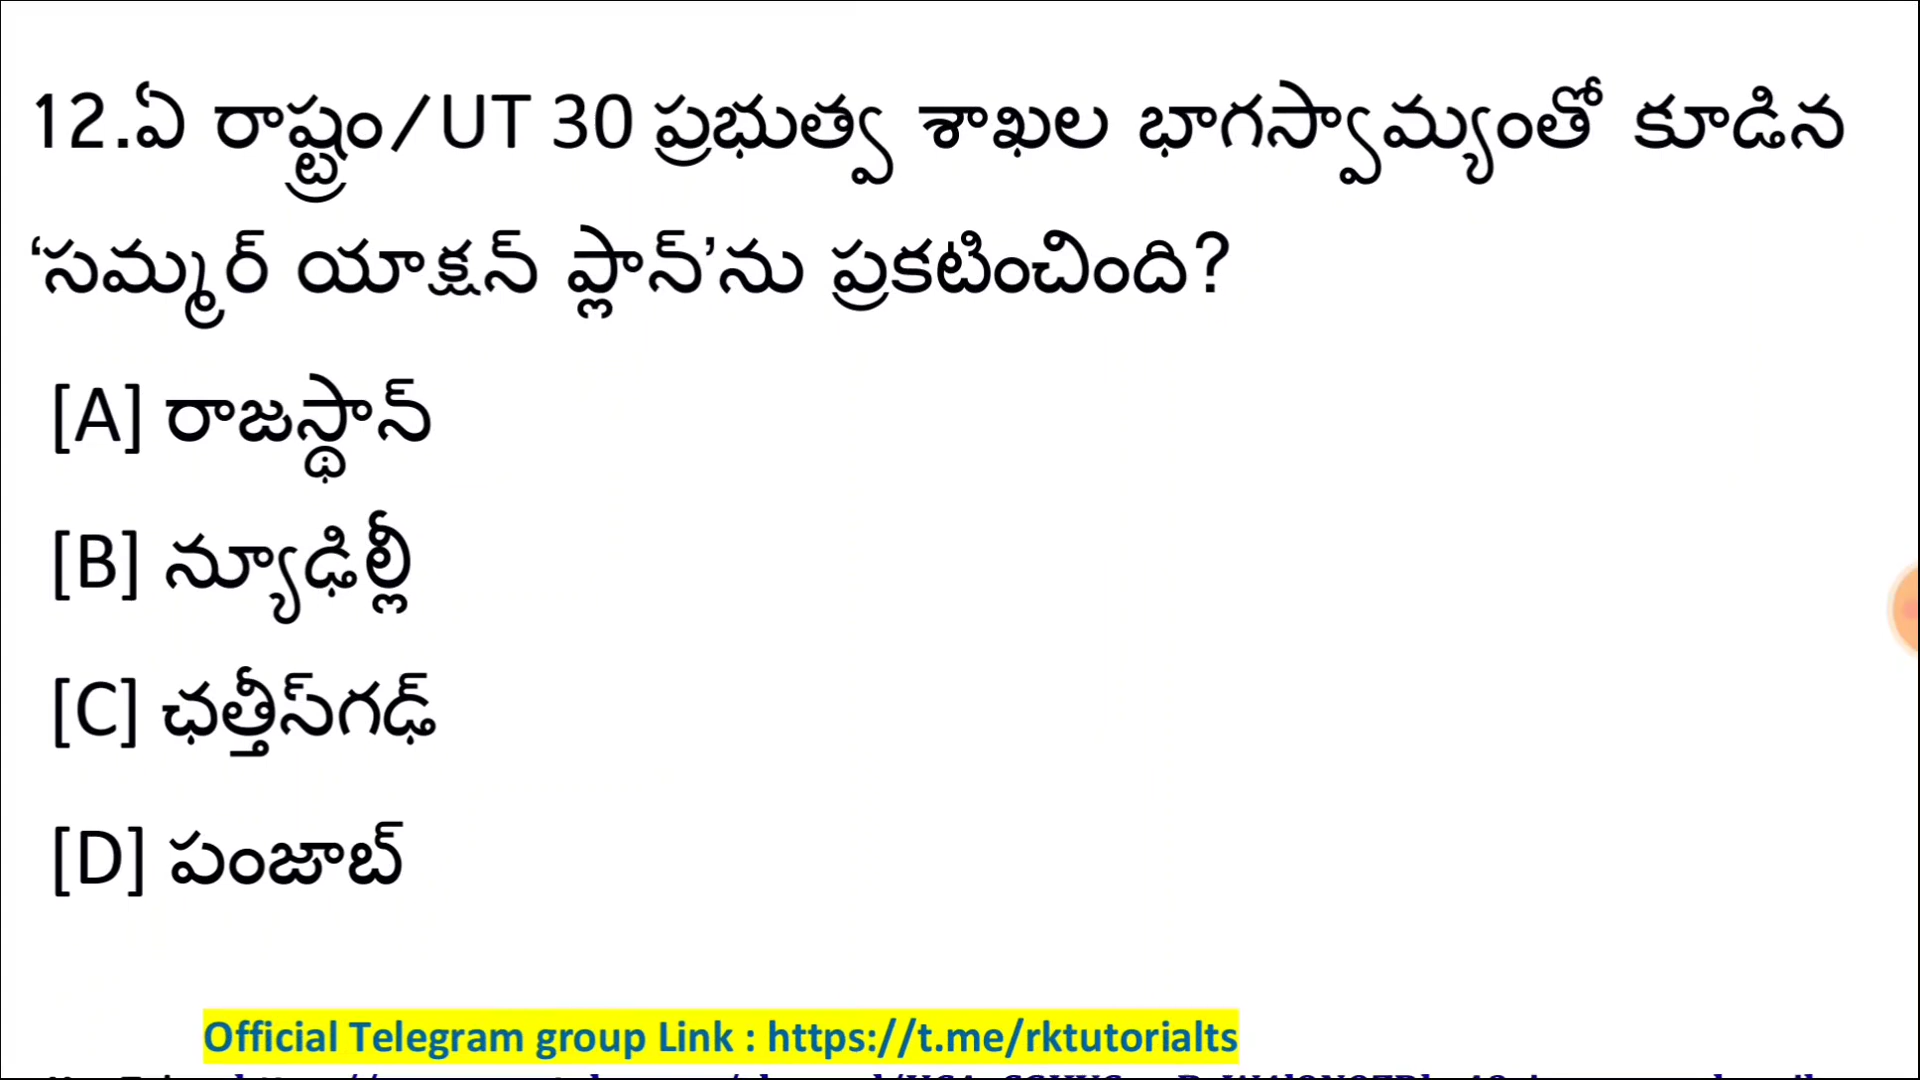 12.ఏ రాష్ట్రం/UT 30 ప్రభుత్వ శాఖల భాగస్వామ్యంతో కూడిన
‘సమ్మర్ యాక్షన్ ప్లాన్’ను ప్రకటించింది?
[A] రాజస్థాన్
[B] న్యూఢిల్లీ
[C] ఛత్తీస్‌గఢ్
[D] పంజాబ్
Official Telegram group Link : https://t.me/rktutorialts